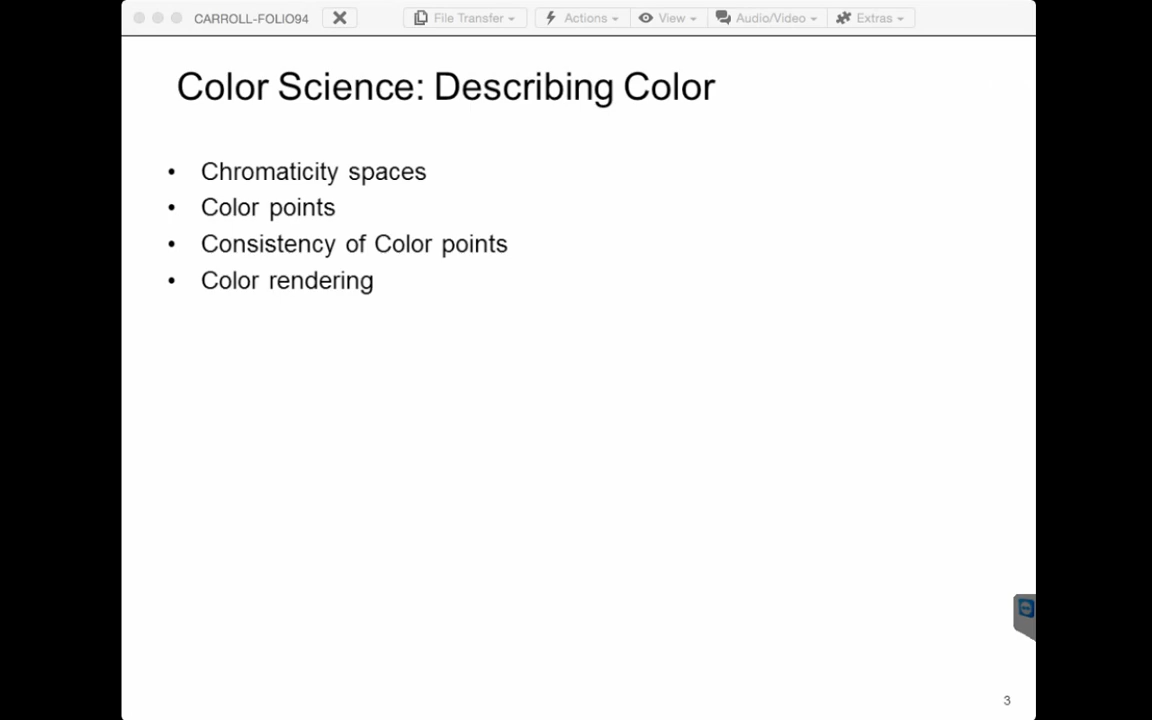 CARROLL-FOLIO94 File Transfer Actions View Audio/Video Extras
Color Science: Describing Color
• Chromaticity spaces
• Color points
• Consistency of Color points
• Color rendering
3